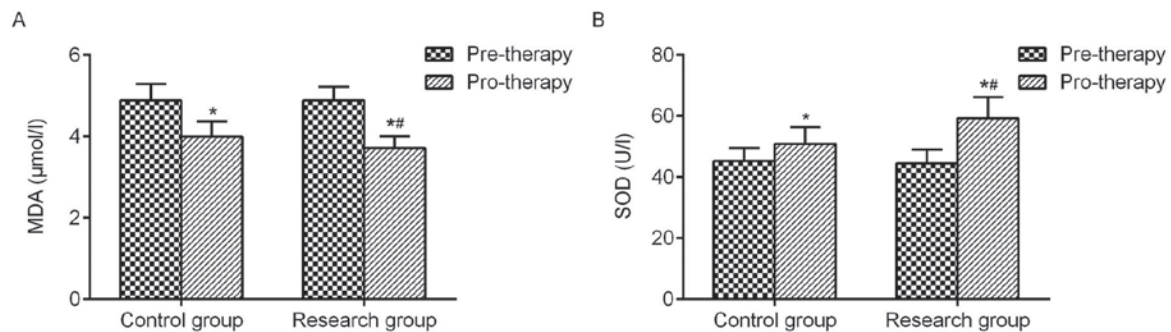 A
MDA (μmol/l)
6
4
2
0
Pre-therapy
Pro-therapy
*
*#
Control group
Research group
B
SOD (U/l)
80
60
40
20
0
Pre-therapy
Pro-therapy
*
*#
Control group
Research group